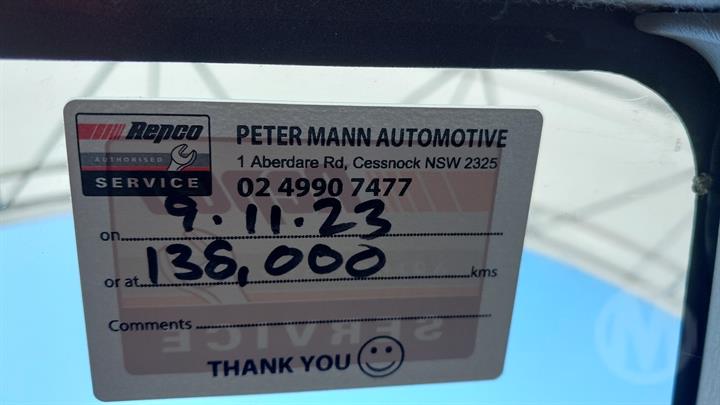 Repco
AUTHORISED
SERVICE
PETER MANN AUTOMOTIVE
1 Aberdare Rd, Cessnock NSW 2325
02 4990 7477
on 9.11.23
or at 138,000 kms
Comments
THANK YOU
SERVICE
M